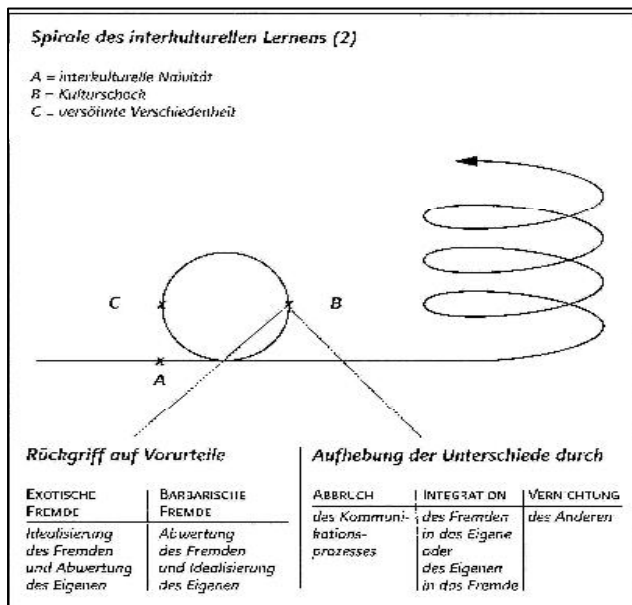 Spirale des interkulturellen Lernens (2)
A = interkulturelle Naivität
B = Kulturschock
C = versöhnte Verschiedenheit
C
B
A
Rückgriff auf Vorurteile
EXOTISCHE
FREMDE
Idealisierung
des Fremden
und Abwertung
des Eigenen
BARBARISCHE
FREMDE
Abwertung
des Fremden
und Idealisierung
des Eigenen
Aufhebung der Unterschiede durch
ABBRUCH
des Kommuni-
kations-
prozesses
INTEGRATION
des Fremden
in das Eigene
oder
des Eigenen
in das Fremde
VERNICHTUNG
des Anderen